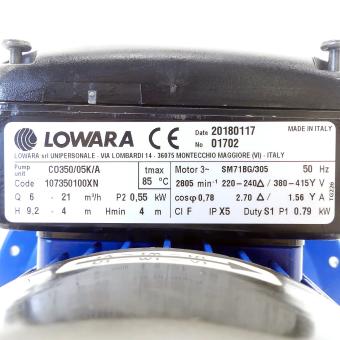 LOWARA Date 20180117 MADE IN ITALY
No 01702
LOWARA srl UNIPERSONALE - VIA LOMBARDI 14 - 36075 MONTECCHIO MAGGIORE (VI) - ITALY
Pump unit CO350/05K/A tmax 85 °C Motor 3~ SM71BG/305 50 Hz
Code 107350100XN 2805 min⁻¹ 220-240Δ / 380-415Y V
Q 6 - 21 m³/h P2 0,55 kW cosφ 0,78 2.70 Δ / 1.56 Y A
H 9,2 - 4 m Hmin 4 m Cl F IP X5 Duty S1 P1 0.79 kW